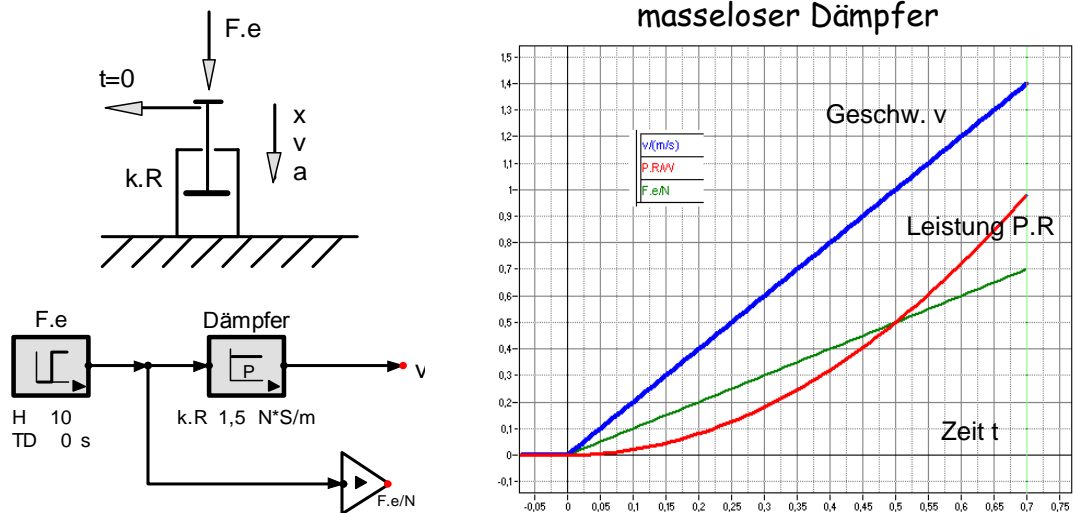 masseloser Dämpfer
F.e
t=0
x
v
a
k.R
F.e
Dämpfer
P
v
H 10
TD 0 s
k.R 1,5 N*S/m
F.e/N
1,5
1,4
1,3
1,2
1,1
1
0,9
0,8
0,7
0,6
0,5
0,4
0,3
0,2
0,1
0
-0,1
Geschw. v
v/(m/s)
P.R/W
F.e/N
Leistung P.R
Zeit t
-0,05 0 0,05 0,1 0,15 0,2 0,25 0,3 0,35 0,4 0,45 0,5 0,55 0,6 0,65 0,7 0,75